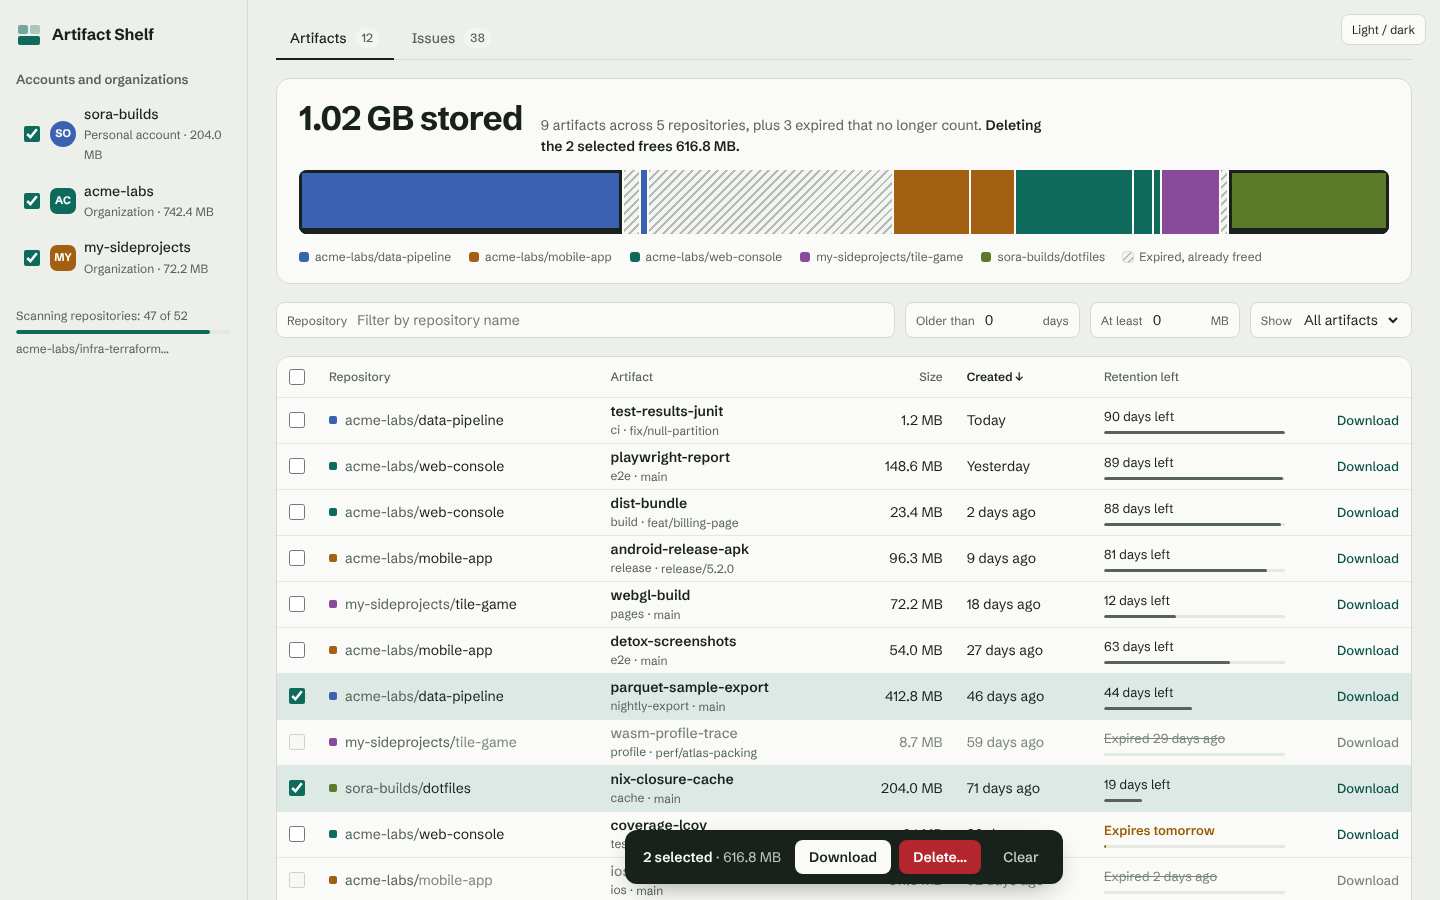 Artifact Shelf
Accounts and organizations
SO
sora-builds
Personal account · 204.0
MB
AC
acme-labs
Organization · 742.4 MB
MY
my-sideprojects
Organization · 72.2 MB
Scanning repositories: 47 of 52
acme-labs/infra-terraform…
Artifacts 12 Issues 38
Light / dark
1.02 GB stored
9 artifacts across 5 repositories, plus 3 expired that no longer count. Deleting
the 2 selected frees 616.8 MB.
acme-labs/data-pipeline acme-labs/mobile-app acme-labs/web-console my-sideprojects/tile-game sora-builds/dotfiles Expired, already freed
Repository Filter by repository name Older than 0 days At least 0 MB Show All artifacts
Repository Artifact Size Created ↓ Retention left
acme-labs/data-pipeline test-results-junit 1.2 MB Today 90 days left Download
ci · fix/null-partition
acme-labs/web-console playwright-report 148.6 MB Yesterday 89 days left Download
e2e · main
acme-labs/web-console dist-bundle 23.4 MB 2 days ago 88 days left Download
build · feat/billing-page
acme-labs/mobile-app android-release-apk 96.3 MB 9 days ago 81 days left Download
release · release/5.2.0
my-sideprojects/tile-game webgl-build 72.2 MB 18 days ago 12 days left Download
pages · main
acme-labs/mobile-app detox-screenshots 54.0 MB 27 days ago 63 days left Download
e2e · main
acme-labs/data-pipeline parquet-sample-export 412.8 MB 46 days ago 44 days left Download
nightly-export · main
my-sideprojects/tile-game wasm-profile-trace 8.7 MB 59 days ago Expired 29 days ago Download
profile · perf/atlas-packing
sora-builds/dotfiles nix-closure-cache 204.0 MB 71 days ago 19 days left Download
cache · main
acme-labs/web-console coverage-lcov Expires tomorrow Download
acme-labs/mobile-app Expired 2 days ago Download
ios · main
2 selected · 616.8 MB Download Delete… Clear